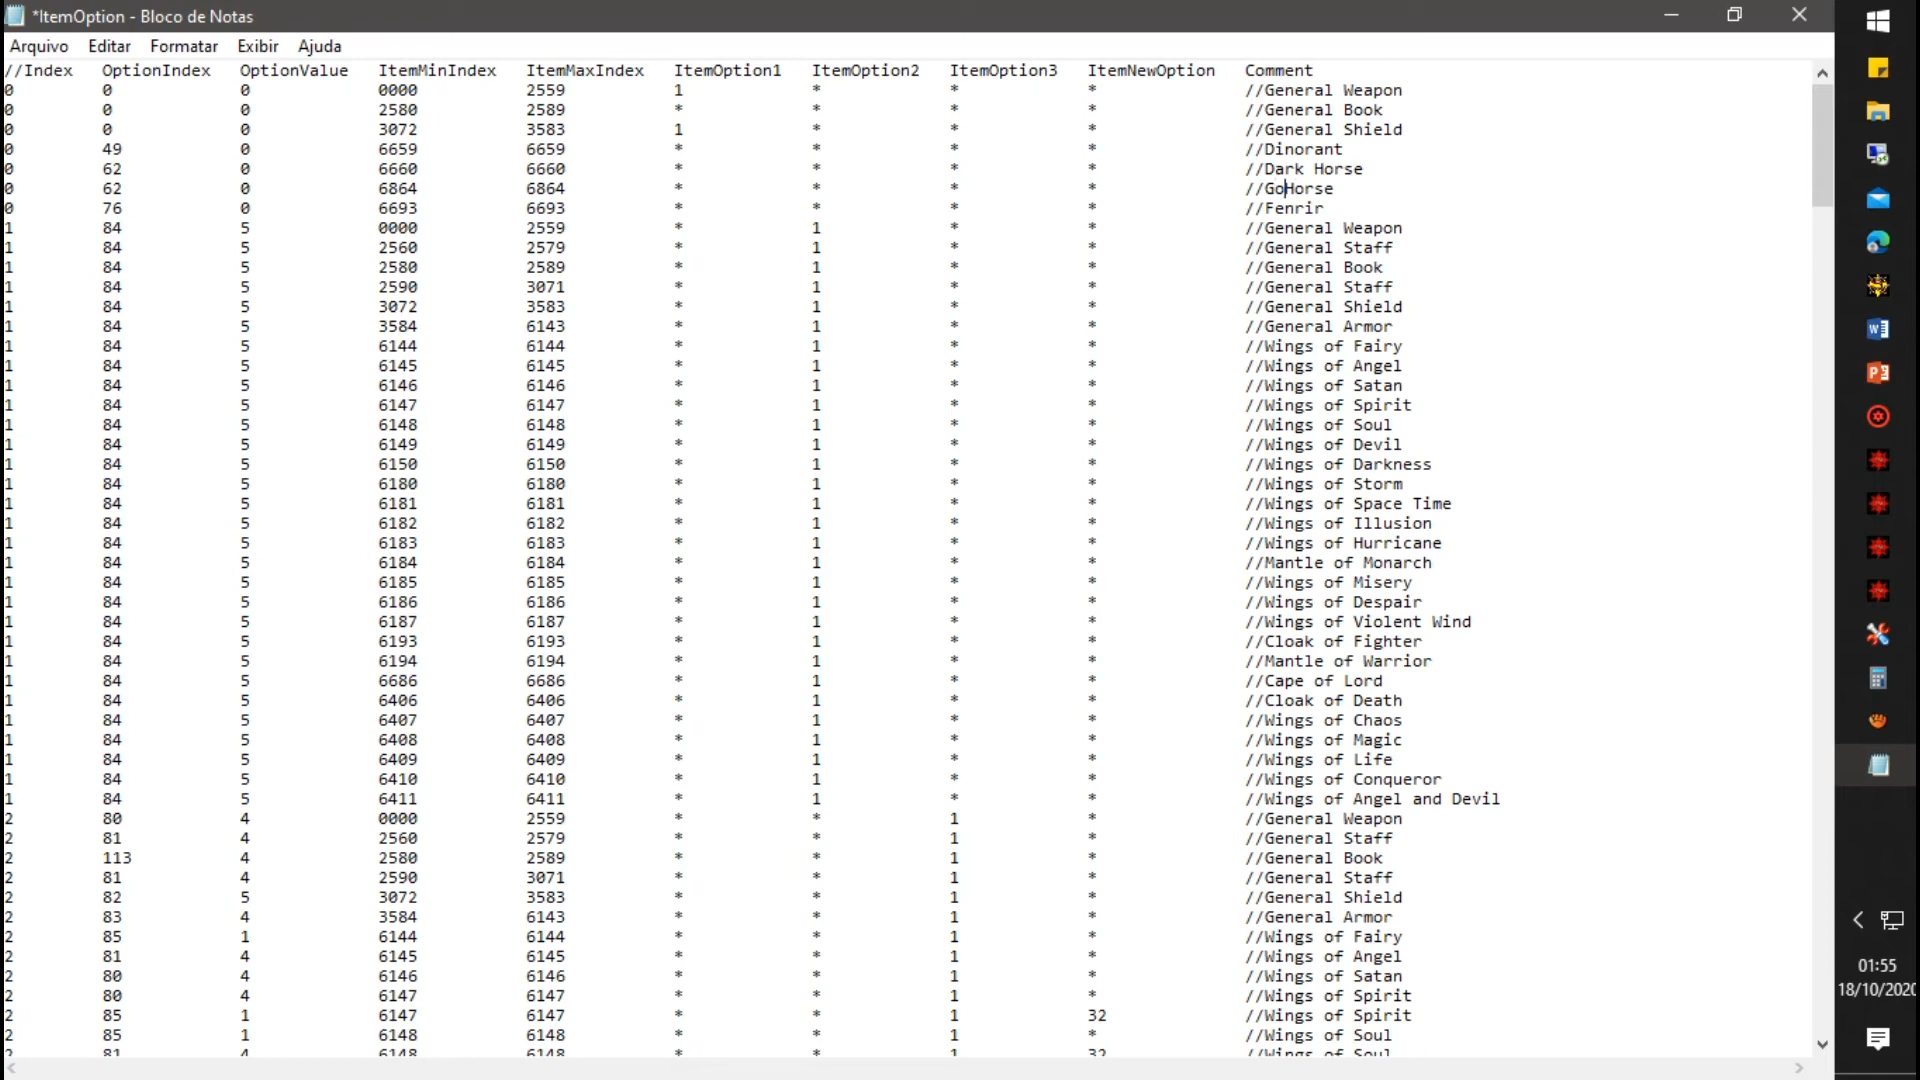 *ItemOption - Bloco de Notas
Arquivo Editar Formatar Exibir Ajuda
//Index OptionIndex OptionValue ItemMinIndex ItemMaxIndex ItemOption1 ItemOption2 ItemOption3 ItemNewOption Comment
0 0 0 0000 2559 1 * * * //General Weapon
0 0 0 2580 2589 * * * * //General Book
0 0 0 3072 3583 1 * * * //General Shield
0 49 0 6659 6659 * * * * //Dinorant
0 62 0 6660 6660 * * * * //Dark Horse
0 62 0 6864 6864 * * * * //GoHorse
0 76 0 6693 6693 * * * * //Fenrir
1 84 5 0000 2559 * 1 * * //General Weapon
1 84 5 2560 2579 * 1 * * //General Staff
1 84 5 2580 2589 * 1 * * //General Book
1 84 5 2590 3071 * 1 * * //General Staff
1 84 5 3072 3583 * 1 * * //General Shield
1 84 5 3584 6143 * 1 * * //General Armor
1 84 5 6144 6144 * 1 * * //Wings of Fairy
1 84 5 6145 6145 * 1 * * //Wings of Angel
1 84 5 6146 6146 * 1 * * //Wings of Satan
1 84 5 6147 6147 * 1 * * //Wings of Spirit
1 84 5 6148 6148 * 1 * * //Wings of Soul
1 84 5 6149 6149 * 1 * * //Wings of Devil
1 84 5 6150 6150 * 1 * * //Wings of Darkness
1 84 5 6180 6180 * 1 * * //Wings of Storm
1 84 5 6181 6181 * 1 * * //Wings of Space Time
1 84 5 6182 6182 * 1 * * //Wings of Illusion
1 84 5 6183 6183 * 1 * * //Wings of Hurricane
1 84 5 6184 6184 * 1 * * //Mantle of Monarch
1 84 5 6185 6185 * 1 * * //Wings of Misery
1 84 5 6186 6186 * 1 * * //Wings of Despair
1 84 5 6187 6187 * 1 * * //Wings of Violent Wind
1 84 5 6193 6193 * 1 * * //Cloak of Fighter
1 84 5 6194 6194 * 1 * * //Mantle of Warrior
1 84 5 6686 6686 * 1 * * //Cape of Lord
1 84 5 6406 6406 * 1 * * //Cloak of Death
1 84 5 6407 6407 * 1 * * //Wings of Chaos
1 84 5 6408 6408 * 1 * * //Wings of Magic
1 84 5 6409 6409 * 1 * * //Wings of Life
1 84 5 6410 6410 * 1 * * //Wings of Conqueror
1 84 5 6411 6411 * 1 * * //Wings of Angel and Devil
2 80 4 0000 2559 * * 1 * //General Weapon
2 81 4 2560 2579 * * 1 * //General Staff
2 113 4 2580 2589 * * 1 * //General Book
2 81 4 2590 3071 * * 1 * //General Staff
2 82 5 3072 3583 * * 1 * //General Shield
2 83 4 3584 6143 * * 1 * //General Armor
2 85 1 6144 6144 * * 1 * //Wings of Fairy
2 81 4 6145 6145 * * 1 * //Wings of Angel
2 80 4 6146 6146 * * 1 * //Wings of Satan
2 80 4 6147 6147 * * 1 * //Wings of Spirit
2 85 1 6147 6147 * * 1 32 //Wings of Spirit
2 85 1 6148 6148 * * 1 * //Wings of Soul
2 81 4 6148 6148 * * 1 32 //Wings of Soul
01:55
18/10/2020